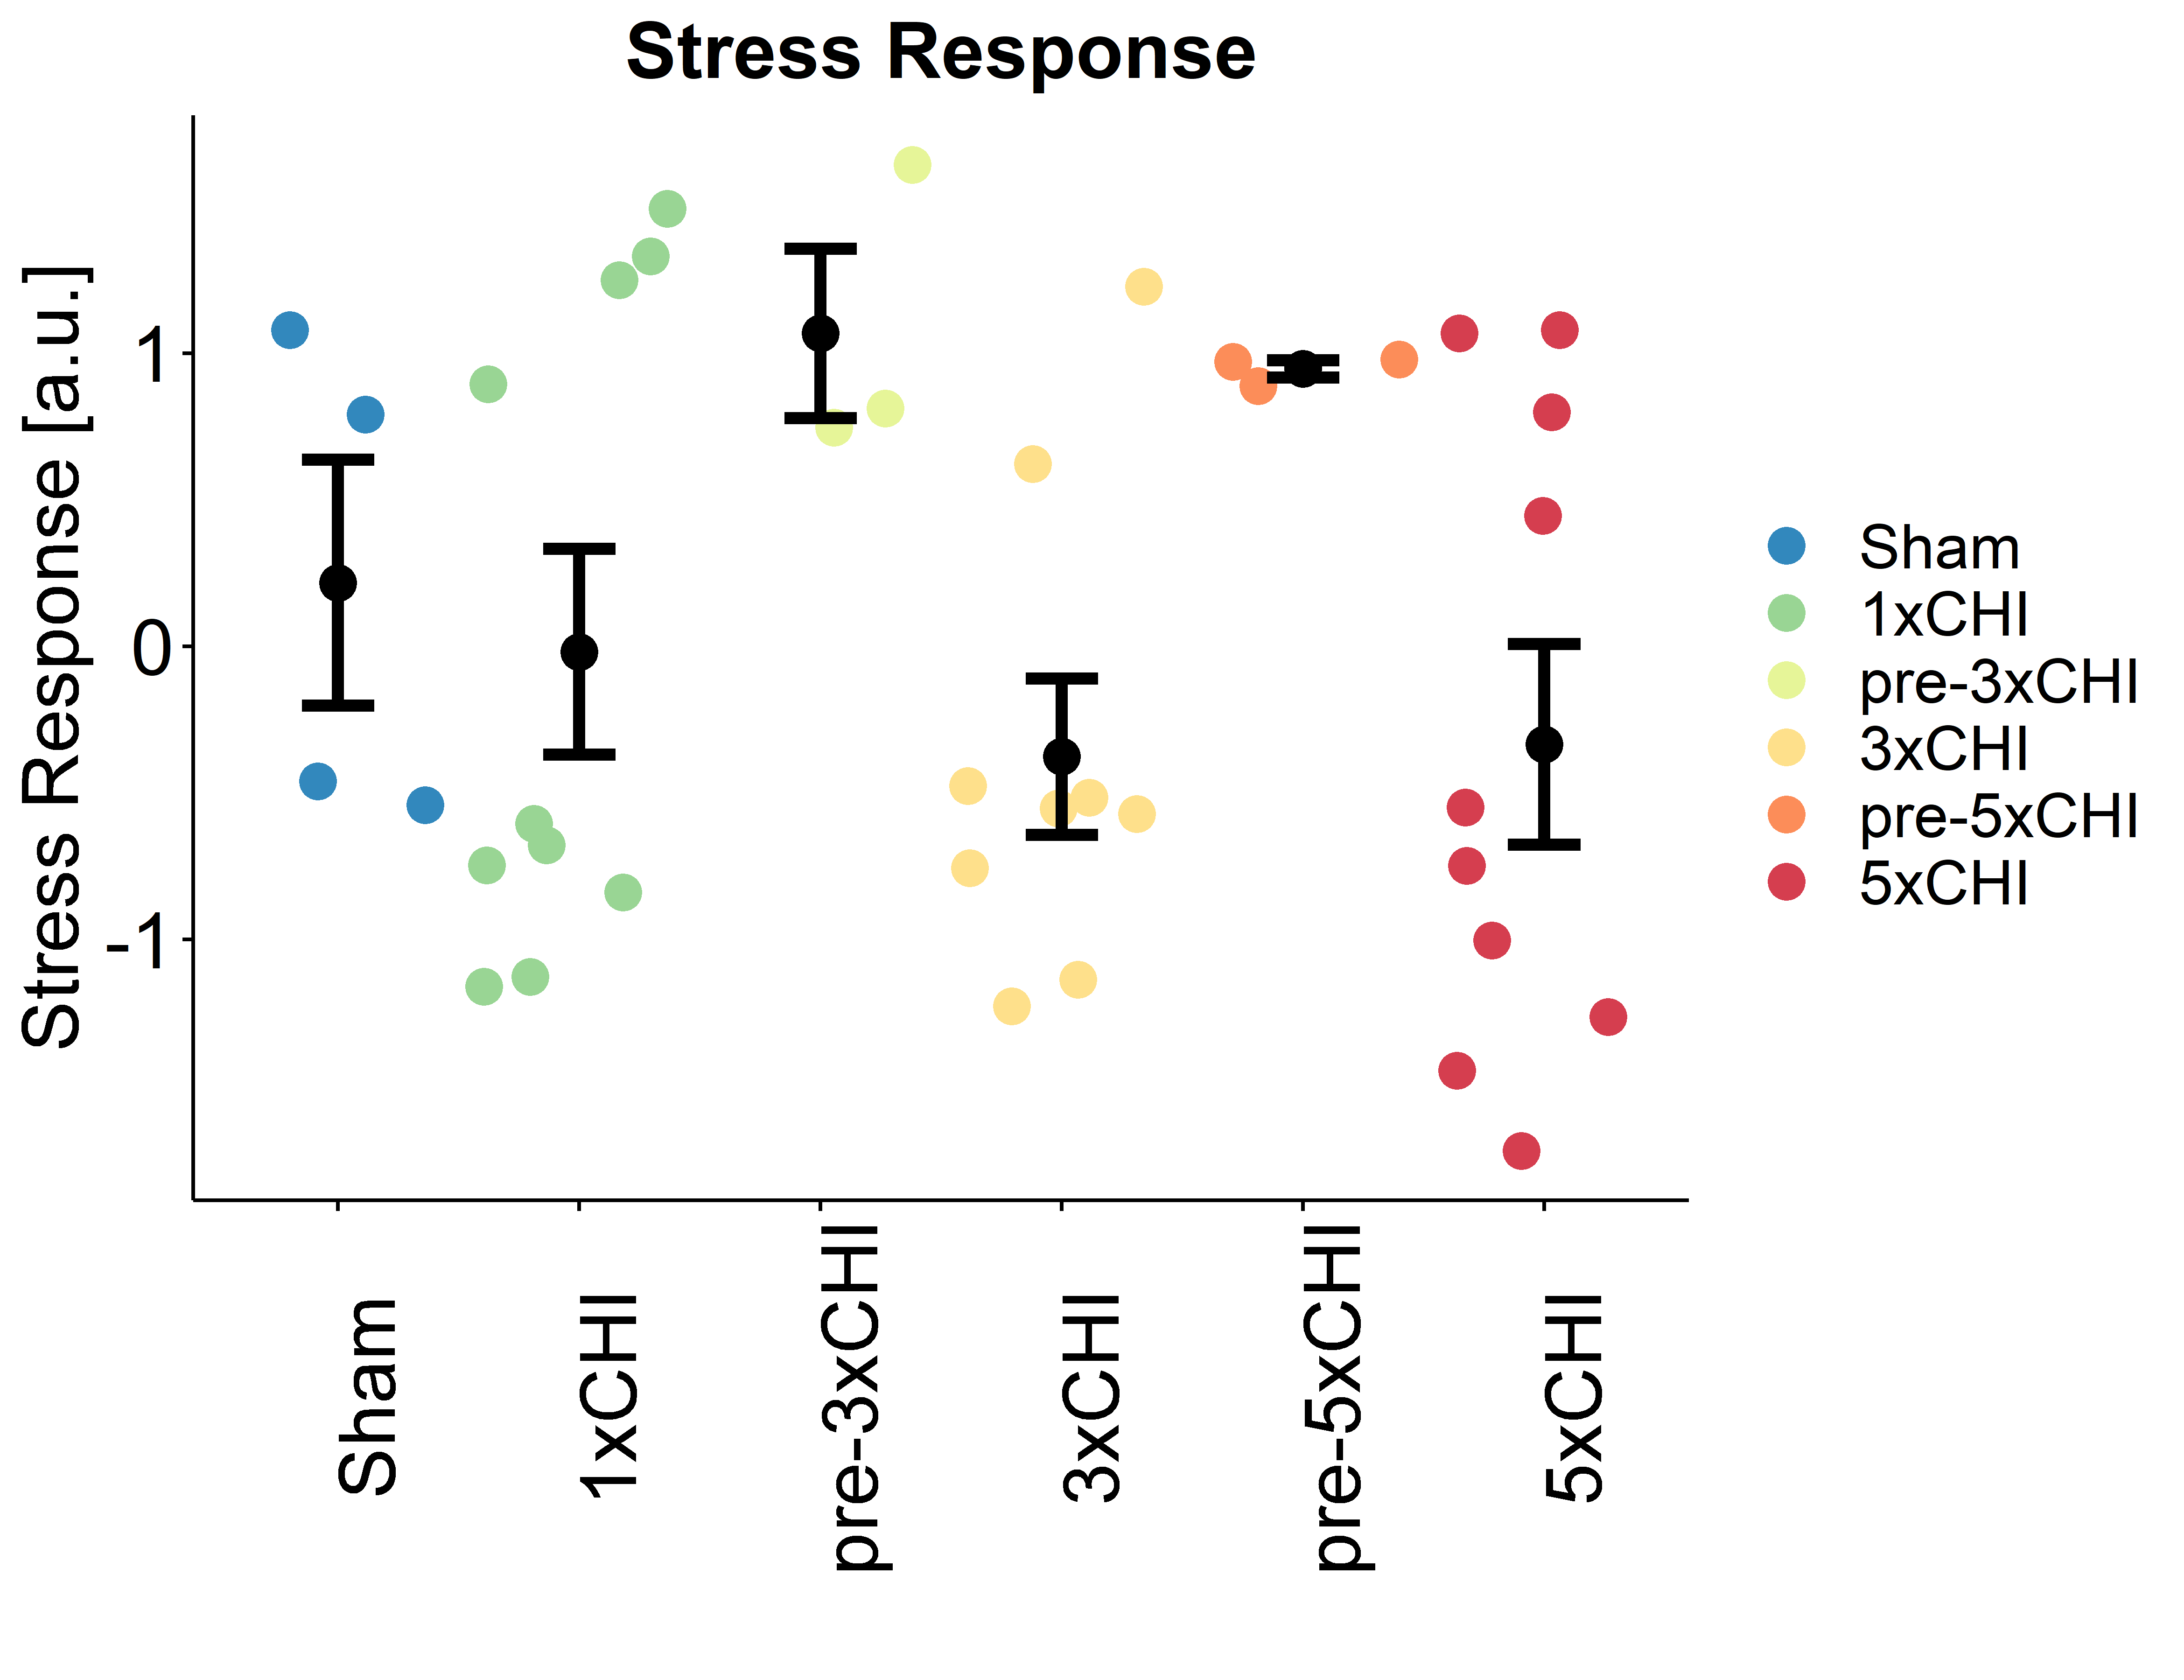 Stress Response
Stress Response [a.u.]
1
0
-1
Sham
1xCHI
pre-3xCHI
3xCHI
pre-5xCHI
5xCHI
Sham
1xCHI
pre-3xCHI
3xCHI
pre-5xCHI
5xCHI